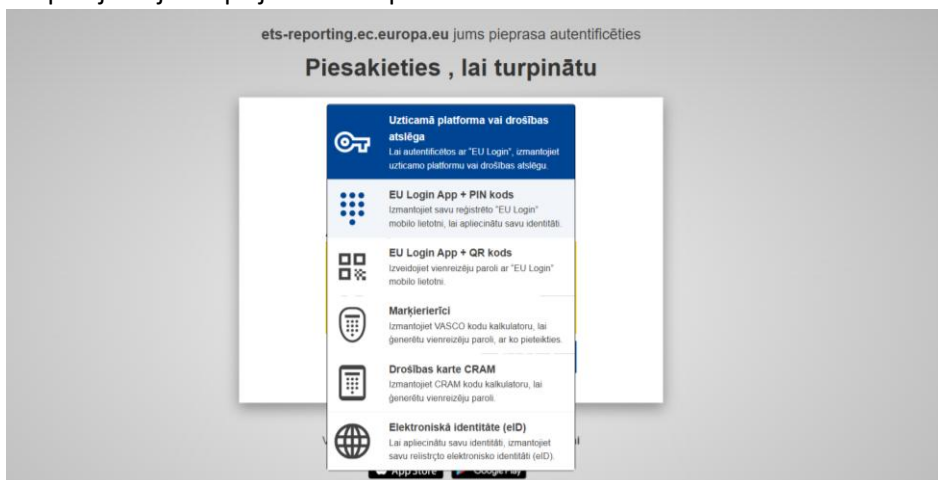 ets-reporting.ec.europa.eu jums pieprasa autentificēties
Piesakieties , lai turpinātu
Uzticamā platforma vai drošības
atslēga
Lai autentificētos ar "EU Login", izmantojiet
uzticamo platformu vai drošības atslēgu.
EU Login App + PIN kods
Izmantojiet savu reģistrēto "EU Login"
mobilo lietotni, lai apliecinātu savu identitāti.
EU Login App + QR kods
Izveidojiet vienreizēju paroli ar "EU Login"
mobilo lietotni.
Marķierierīci
Izmantojiet VASCO kodu kalkulatoru, lai
ģenerētu vienreizēju paroli, ar ko pieteikties.
Drošības karte CRAM
Izmantojiet CRAM kodu kalkulatoru, lai
ģenerētu vienreizēju paroli.
Elektroniskā identitāte (eID)
Lai apliecinātu savu identitāti, izmantojiet
savu reiistrçto elektronisko identitāti (eID).
App Store Google Play